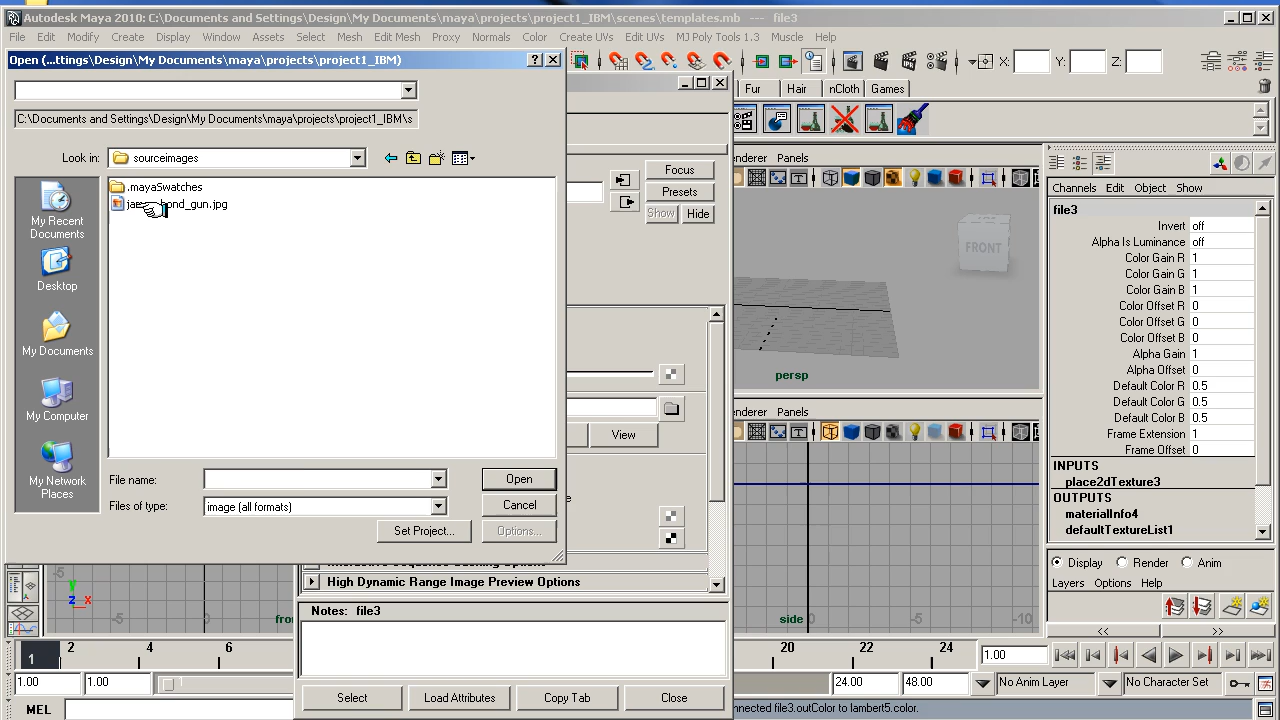 Autodesk Maya 2010: C:\Documents and Settings\Design\My Documents\maya\projects\project1_IBM\scenes\templates.mb --- file3
File Edit Modify Create Display Window Assets Select Mesh Edit Mesh Proxy Normals Color Create UVs Edit UVs MJ Poly Tools 1.3 Muscle Help
Open (...ttings\Design\My Documents\maya\projects\project1_IBM)
X: Y: Z:
Fur Hair nCloth Games
C:\Documents and Settings\Design\My Documents\maya\projects\project1_IBM\s
Look in: sourceimages
.mayaSwatches
bond_gun.jpg
My Recent
Documents
Desktop
My Documents
My Computer
My Network
Places
File name: Open
Files of type: image (all formats) Cancel
Set Project... Options...
Focus
Presets
Show Hide
View
High Dynamic Range Image Preview Options
Notes: file3
Select Load Attributes Copy Tab Close
enderer Panels
FRONT
persp
enderer Panels
side 0 -5 -10
-5
y
z x
-5 0 fro
Channels Edit Object Show
file3
Invert off
Alpha Is Luminance off
Color Gain R 1
Color Gain G 1
Color Gain B 1
Color Offset R 0
Color Offset G 0
Color Offset B 0
Alpha Gain 1
Alpha Offset 0
Default Color R 0.5
Default Color G 0.5
Default Color B 0.5
Frame Extension 1
Frame Offset 0
INPUTS
place2dTexture3
OUTPUTS
materialInfo4
defaultTextureList1
Display Render Anim
Layers Options Help
<< >>
1 2 4 6 20 22 24 1.00
1.00 1.00 24.00 48.00 No Anim Layer No Character Set
MEL nnected file3.outColor to lambert5.color.